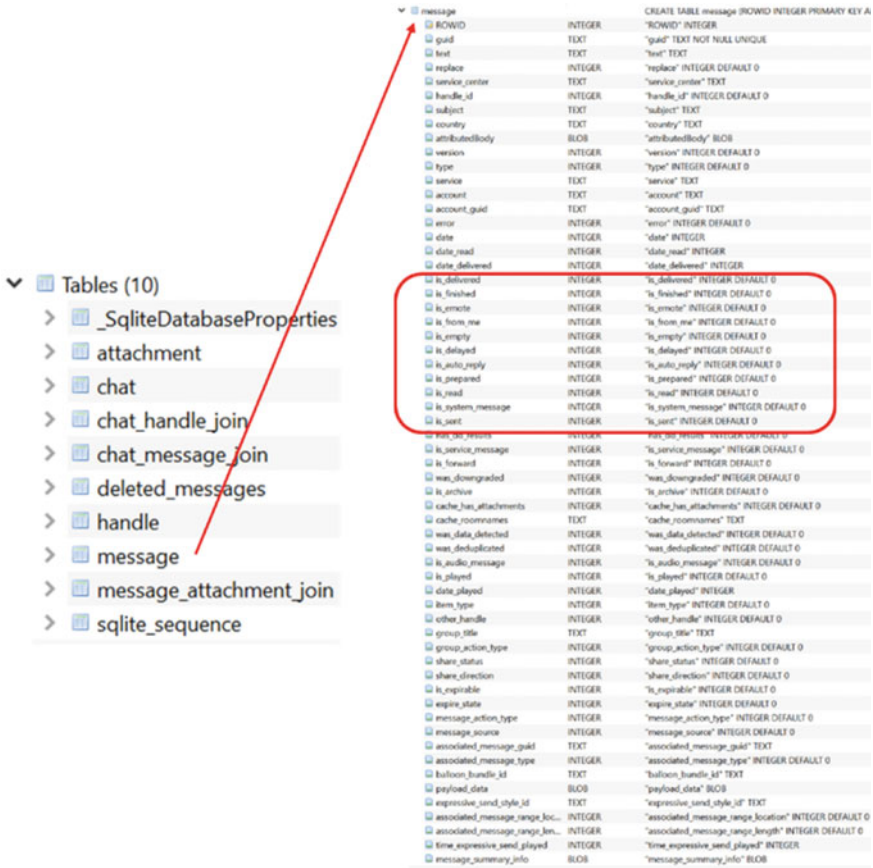 Tables (10)
_SqliteDatabaseProperties
attachment
chat
chat_handle_join
chat_message_join
deleted_messages
handle
message
message_attachment_join
sqlite_sequence
message CREATE TABLE message (ROWID INTEGER PRIMARY KEY A
ROWID INTEGER "ROWID" INTEGER
guid TEXT "guid" TEXT NOT NULL UNIQUE
text TEXT "text" TEXT
replace INTEGER "replace" INTEGER DEFAULT 0
service_center TEXT "service_center" TEXT
handle_id INTEGER "handle_id" INTEGER DEFAULT 0
subject TEXT "subject" TEXT
country TEXT "country" TEXT
attributedBody BLOB "attributedBody" BLOB
version INTEGER "version" INTEGER DEFAULT 0
type INTEGER "type" INTEGER DEFAULT 0
service TEXT "service" TEXT
account TEXT "account" TEXT
account_guid TEXT "account_guid" TEXT
error INTEGER "error" INTEGER DEFAULT 0
date INTEGER "date" INTEGER
date_read INTEGER "date_read" INTEGER
date_delivered INTEGER "date_delivered" INTEGER
is_delivered INTEGER "is_delivered" INTEGER DEFAULT 0
is_finished INTEGER "is_finished" INTEGER DEFAULT 0
is_emote INTEGER "is_emote" INTEGER DEFAULT 0
is_from_me INTEGER "is_from_me" INTEGER DEFAULT 0
is_empty INTEGER "is_empty" INTEGER DEFAULT 0
is_delayed INTEGER "is_delayed" INTEGER DEFAULT 0
is_auto_reply INTEGER "is_auto_reply" INTEGER DEFAULT 0
is_prepared INTEGER "is_prepared" INTEGER DEFAULT 0
is_read INTEGER "is_read" INTEGER DEFAULT 0
is_system_message INTEGER "is_system_message" INTEGER DEFAULT 0
is_sent INTEGER "is_sent" INTEGER DEFAULT 0
has_dd_results INTEGER "has_dd_results" INTEGER DEFAULT 0
is_service_message INTEGER "is_service_message" INTEGER DEFAULT 0
is_forward INTEGER "is_forward" INTEGER DEFAULT 0
was_downgraded INTEGER "was_downgraded" INTEGER DEFAULT 0
is_archive INTEGER "is_archive" INTEGER DEFAULT 0
cache_has_attachments INTEGER "cache_has_attachments" INTEGER DEFAULT 0
cache_roomnames TEXT "cache_roomnames" TEXT
was_data_detected INTEGER "was_data_detected" INTEGER DEFAULT 0
was_deduplicated INTEGER "was_deduplicated" INTEGER DEFAULT 0
is_audio_message INTEGER "is_audio_message" INTEGER DEFAULT 0
is_played INTEGER "is_played" INTEGER DEFAULT 0
date_played INTEGER "date_played" INTEGER
item_type INTEGER "item_type" INTEGER DEFAULT 0
other_handle INTEGER "other_handle" INTEGER DEFAULT 0
group_title TEXT "group_title" TEXT
group_action_type INTEGER "group_action_type" INTEGER DEFAULT 0
share_status INTEGER "share_status" INTEGER DEFAULT 0
share_direction INTEGER "share_direction" INTEGER DEFAULT 0
is_expirable INTEGER "is_expirable" INTEGER DEFAULT 0
expire_state INTEGER "expire_state" INTEGER DEFAULT 0
message_action_type INTEGER "message_action_type" INTEGER DEFAULT 0
message_source INTEGER "message_source" INTEGER DEFAULT 0
associated_message_guid TEXT "associated_message_guid" TEXT
associated_message_type INTEGER "associated_message_type" INTEGER DEFAULT 0
balloon_bundle_id TEXT "balloon_bundle_id" TEXT
payload_data BLOB "payload_data" BLOB
expressive_send_style_id TEXT "expressive_send_style_id" TEXT
associated_message_range_loc... INTEGER "associated_message_range_location" INTEGER DEFAULT 0
associated_message_range_len... INTEGER "associated_message_range_length" INTEGER DEFAULT 0
time_expressive_send_played INTEGER "time_expressive_send_played" INTEGER
message_summary_info BLOB "message_summary_info" BLOB